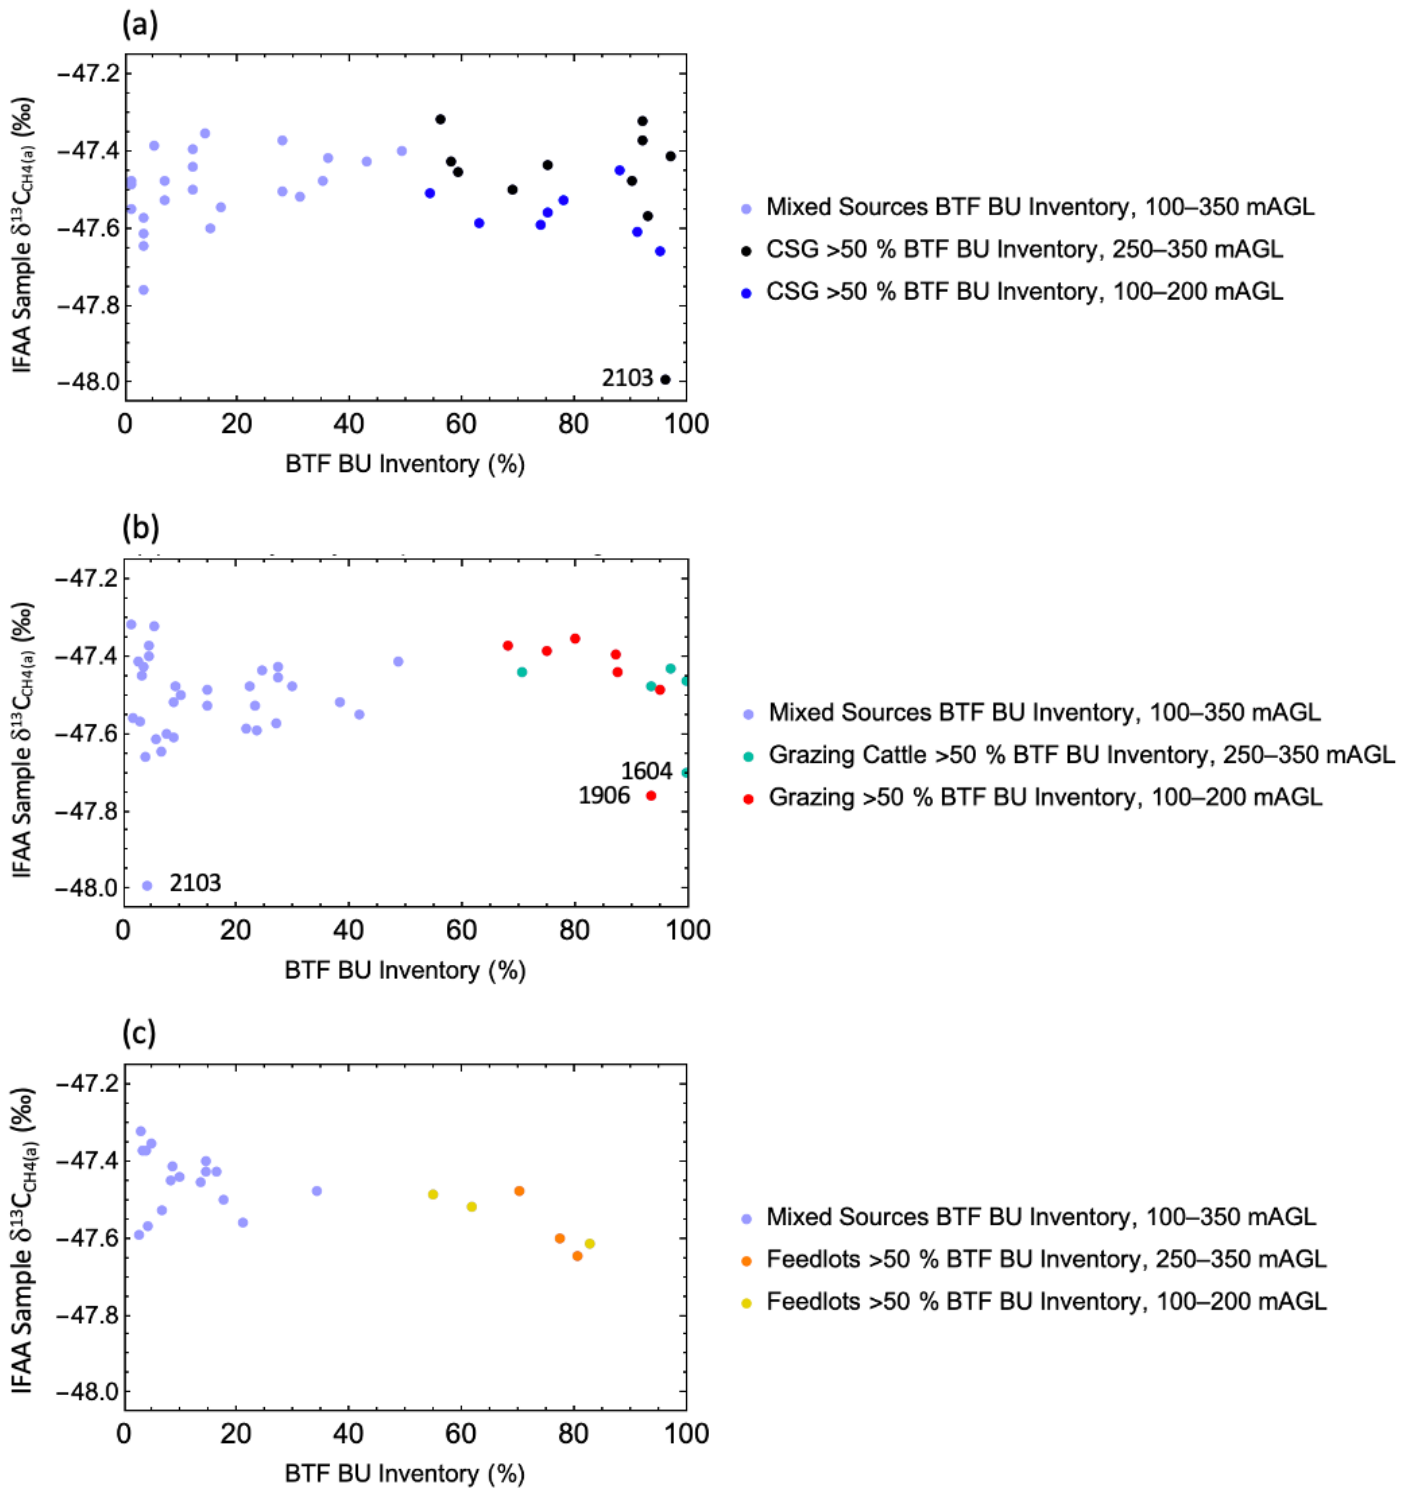 (a)
−47.2
−47.4
−47.6
−47.8
−48.0
IFAA Sample δ¹³C_CH4(a) (‰)
2103
0 20 40 60 80 100
BTF BU Inventory (%)
Mixed Sources BTF BU Inventory, 100–350 mAGL
CSG >50 % BTF BU Inventory, 250–350 mAGL
CSG >50 % BTF BU Inventory, 100–200 mAGL
(b)
−47.2
−47.4
−47.6
−47.8
−48.0
IFAA Sample δ¹³C_CH4(a) (‰)
1604
1906
2103
0 20 40 60 80 100
BTF BU Inventory (%)
Mixed Sources BTF BU Inventory, 100–350 mAGL
Grazing Cattle >50 % BTF BU Inventory, 250–350 mAGL
Grazing >50 % BTF BU Inventory, 100–200 mAGL
(c)
−47.2
−47.4
−47.6
−47.8
−48.0
IFAA Sample δ¹³C_CH4(a) (‰)
0 20 40 60 80 100
BTF BU Inventory (%)
Mixed Sources BTF BU Inventory, 100–350 mAGL
Feedlots >50 % BTF BU Inventory, 250–350 mAGL
Feedlots >50 % BTF BU Inventory, 100–200 mAGL